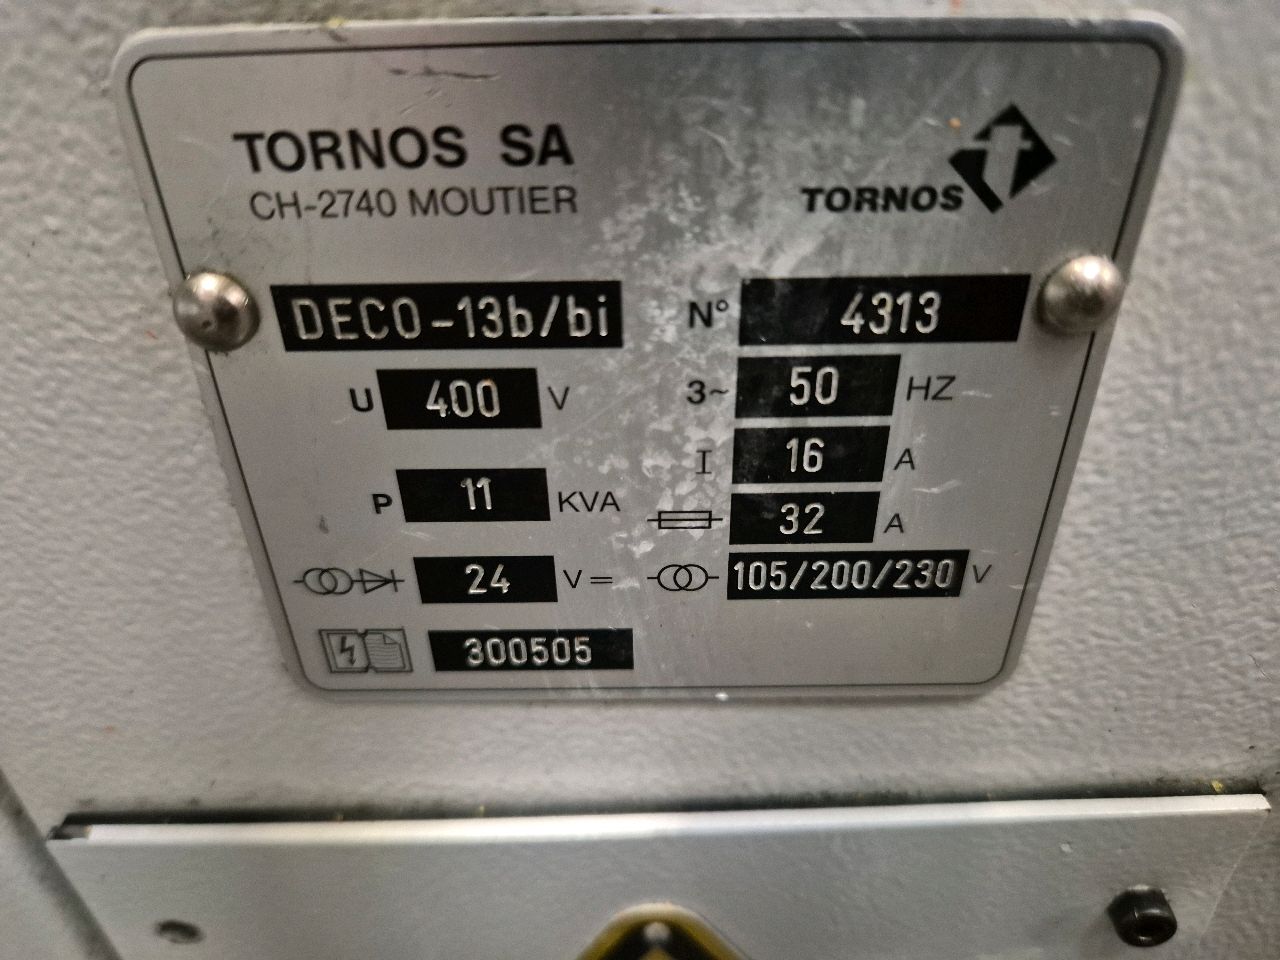 TORNOS SA
CH-2740 MOUTIER
TORNOS
DECO-13b/bi
N° 4313
U 400 V
3~ 50 HZ
I 16 A
P 11 KVA
32 A
24 V=
105/200/230 V
300505